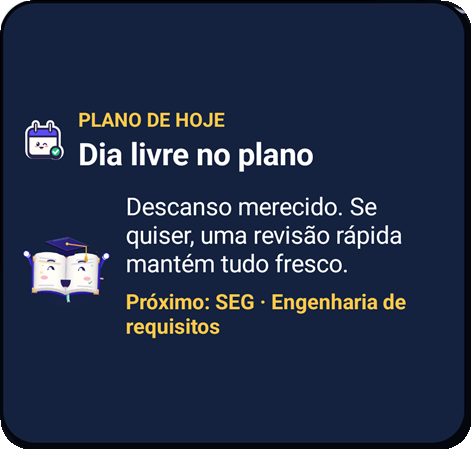 PLANO DE HOJE
Dia livre no plano
Descanso merecido. Se
quiser, uma revisão rápida
mantém tudo fresco.
Próximo: SEG · Engenharia de
requisitos